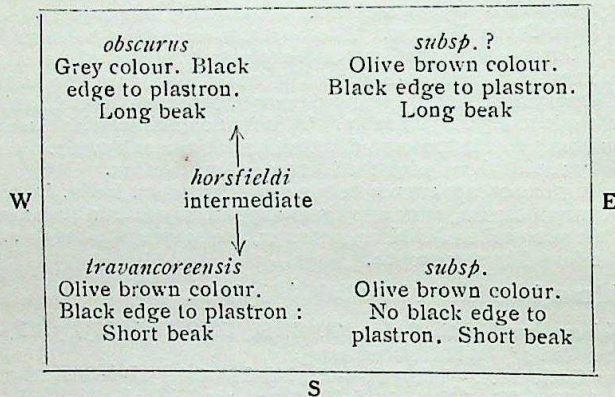 obscurus
Grey colour. Black
edge to plastron.
Long beak
subsp. ?
Olive brown colour.
Black edge to plastron.
Long beak
horsfieldi
intermediate
W
E
travancoreensis
Olive brown colour.
Black edge to plastron :
Short beak
subsp.
Olive brown colour.
No black edge to
plastron. Short beak
S